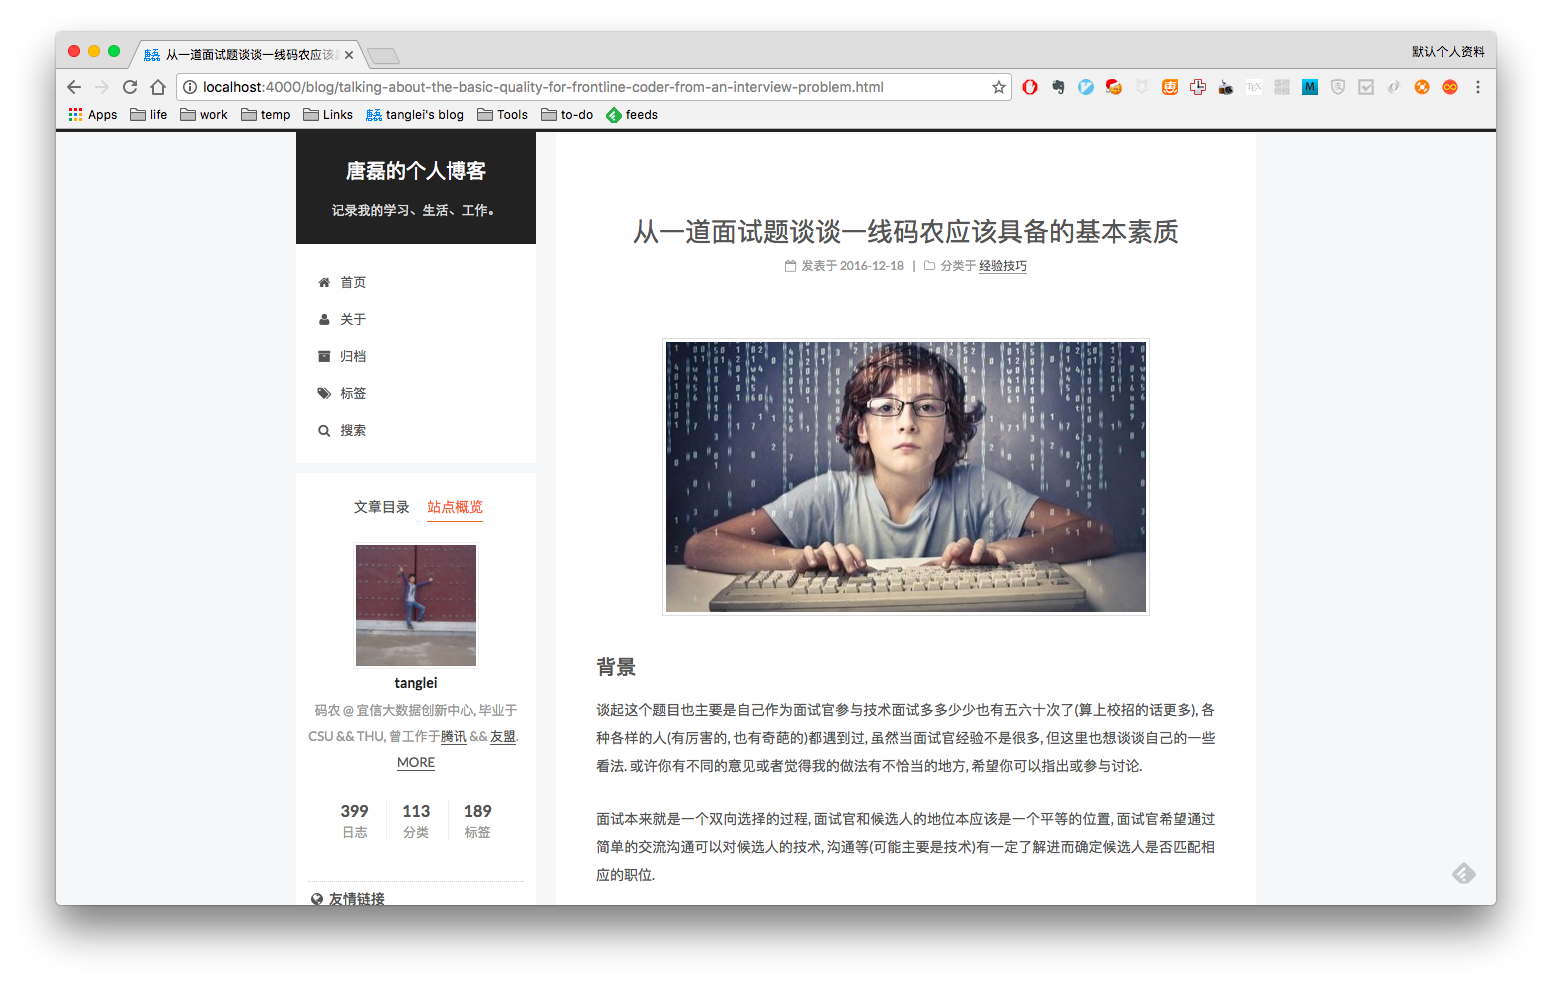 从一道面试题谈谈一线码农应该
默认个人资料
localhost:4000/blog/talking-about-the-basic-quality-for-frontline-coder-from-an-interview-problem.html
Apps life work temp Links tanglei's blog Tools to-do feeds
唐磊的个人博客
记录我的学习、生活、工作。
首页
关于
归档
标签
搜索
文章目录 站点概览
tanglei
码农 @ 宜信大数据创新中心, 毕业于
CSU && THU, 曾工作于腾讯 && 友盟.
MORE
399 113 189
日志 分类 标签
友情链接
从一道面试题谈谈一线码农应该具备的基本素质
发表于 2016-12-18 | 分类于 经验技巧
背景
谈起这个题目也主要是自己作为面试官参与技术面试多多少少也有五六十次了(算上校招的话更多), 各
种各样的人(有厉害的, 也有奇葩的)都遇到过, 虽然当面试官经验不是很多, 但这里也想谈谈自己的一些
看法. 或许你有不同的意见或者觉得我的做法有不恰当的地方, 希望你可以指出或参与讨论.
面试本来就是一个双向选择的过程, 面试官和候选人的地位本应该是一个平等的位置, 面试官希望通过
简单的交流沟通可以对候选人的技术, 沟通等(可能主要是技术)有一定了解进而确定候选人是否匹配相
应的职位.